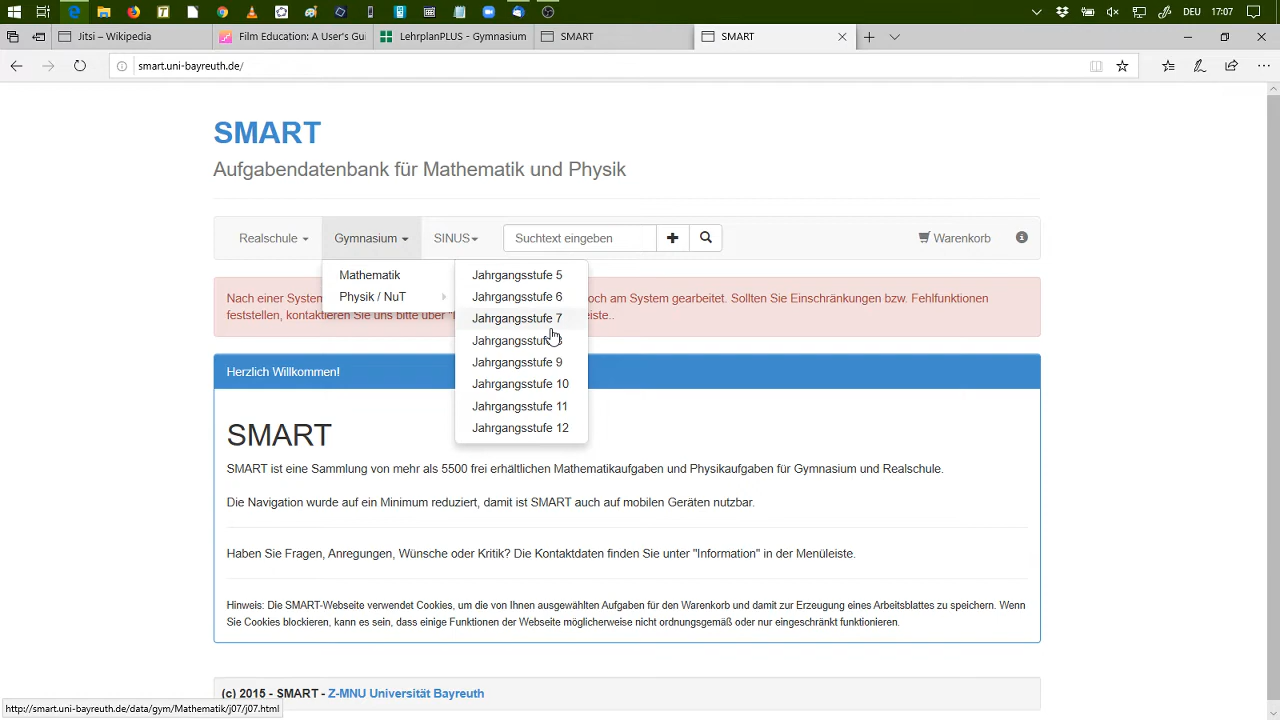 DEU 17:07
Jitsi – Wikipedia
Film Education: A User's Gui
LehrplanPLUS - Gymnasium
SMART
SMART
smart.uni-bayreuth.de/
SMART
Aufgabendatenbank für Mathematik und Physik
Realschule
Gymnasium
SINUS
Suchtext eingeben
Warenkorb
Mathematik
Physik / NuT
Jahrgangsstufe 5
Jahrgangsstufe 6
Jahrgangsstufe 7
Jahrgangsstufe 8
Jahrgangsstufe 9
Jahrgangsstufe 10
Jahrgangsstufe 11
Jahrgangsstufe 12
Nach einer System och am System gearbeitet. Sollten Sie Einschränkungen bzw. Fehlfunktionen
feststellen, kontaktieren Sie uns bitte über "I eiste..
Herzlich Willkommen!
SMART
SMART ist eine Sammlung von mehr als 5500 frei erhältlichen Mathematikaufgaben und Physikaufgaben für Gymnasium und Realschule.
Die Navigation wurde auf ein Minimum reduziert, damit ist SMART auch auf mobilen Geräten nutzbar.
Haben Sie Fragen, Anregungen, Wünsche oder Kritik? Die Kontaktdaten finden Sie unter "Information" in der Menüleiste.
Hinweis: Die SMART-Webseite verwendet Cookies, um die von Ihnen ausgewählten Aufgaben für den Warenkorb und damit zur Erzeugung eines Arbeitsblattes zu speichern. Wenn
Sie Cookies blockieren, kann es sein, dass einige Funktionen der Webseite möglicherweise nicht ordnungsgemäß oder nur eingeschränkt funktionieren.
(c) 2015 - SMART - Z-MNU Universität Bayreuth
http://smart.uni-bayreuth.de/data/gym/Mathematik/j07/j07.html